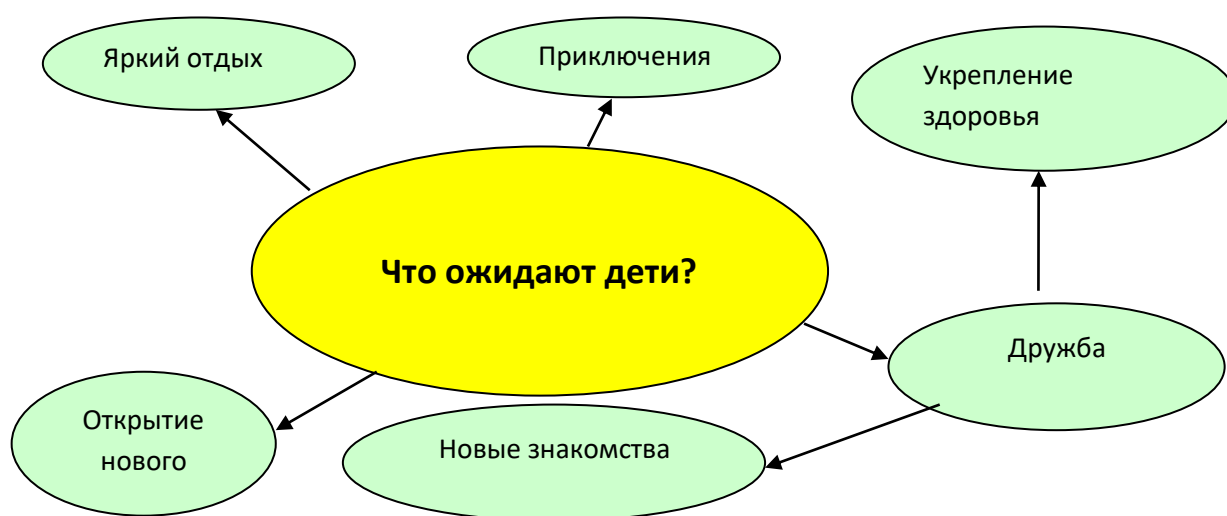 Яркий отдых
Приключения
Укрепление
здоровья
Что ожидают дети?
Дружба
Открытие
нового
Новые знакомства